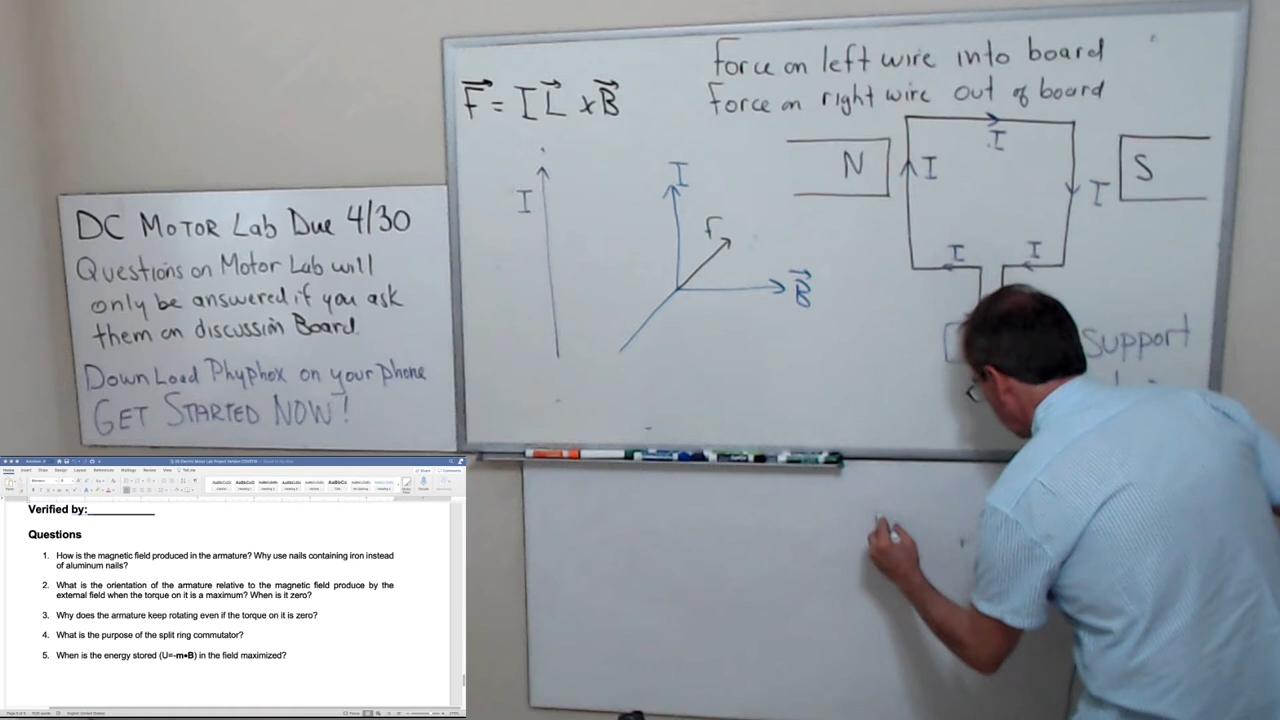 F = I L x B
Force on left wire into board
Force on right wire out of board
I
I
F
B
N
I
I
I
S
I
I
support
DC MOTOR Lab Due 4/30
Questions on Motor Lab will
only be answered if you ask
them on discussion Board.
DownLoad Phyphox on your phone
GET STARTED NOW!
Verified by:____________
Questions
1. How is the magnetic field produced in the armature? Why use nails containing iron instead
of aluminum nails?
2. What is the orientation of the armature relative to the magnetic field produce by the
external field when the torque on it is a maximum? When is it zero?
3. Why does the armature keep rotating even if the torque on it is zero?
4. What is the purpose of the split ring commutator?
5. When is the energy stored (U=-m•B) in the field maximized?